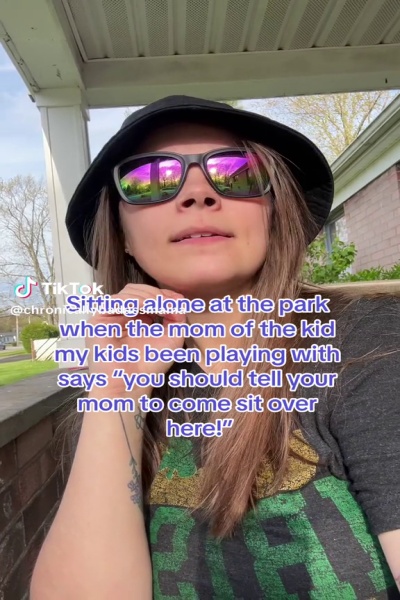 TikTok
Sitting alone at the park
when the mom of the kid
my kids been playing with
says “you should tell your
mom to come sit over
here!”